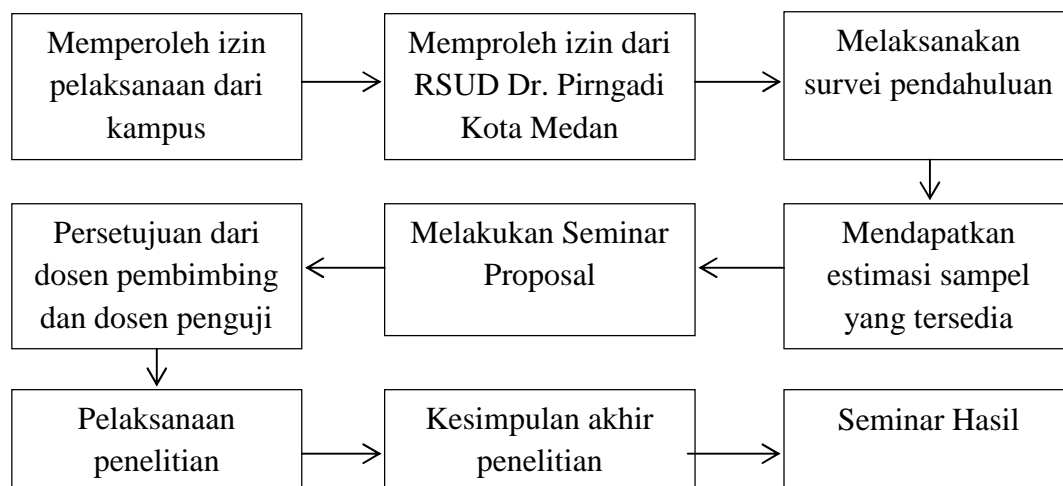 Memperoleh izin
pelaksanaan dari
kampus
Memproleh izin dari
RSUD Dr. Pirngadi
Kota Medan
Melaksanakan
survei pendahuluan
Mendapatkan
estimasi sampel
yang tersedia
Melakukan Seminar
Proposal
Persetujuan dari
dosen pembimbing
dan dosen penguji
Pelaksanaan
penelitian
Kesimpulan akhir
penelitian
Seminar Hasil